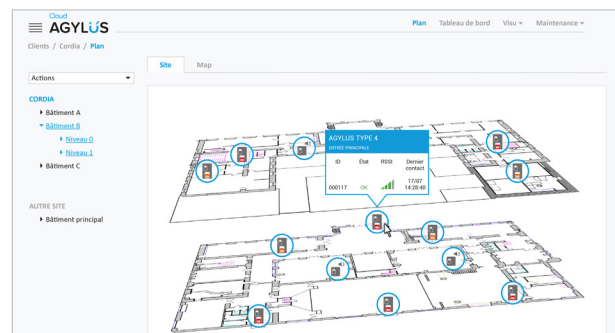 Cloud
AGYLÚS
Plan Tableau de bord Visu Maintenance
Clients / Cordia / Plan
Site Map
Actions
CORDIA
Bâtiment A
Bâtiment B
Niveau 0
Niveau 1
Bâtiment C
AUTRE SITE
Bâtiment principal
AGYLUS TYPE 4
ENTRÉE PRINCIPALE
ID État RSSI Dernier contact
000117 OK 17/07 14:28:40